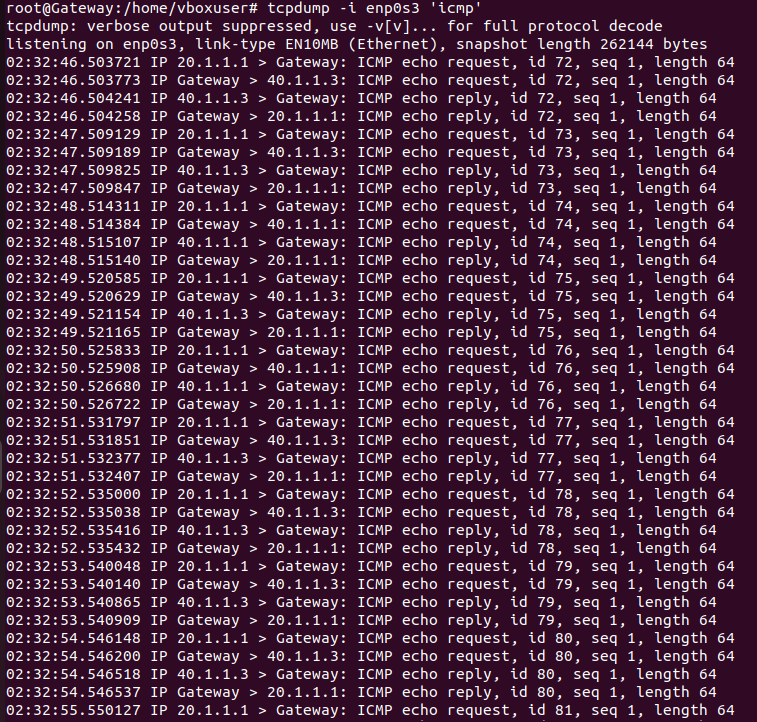 root@Gateway:/home/vboxuser# tcpdump -i enp0s3 'icmp'
tcpdump: verbose output suppressed, use -v[v]... for full protocol decode
listening on enp0s3, link-type EN10MB (Ethernet), snapshot length 262144 bytes
02:32:46.503721 IP 20.1.1.1 > Gateway: ICMP echo request, id 72, seq 1, length 64
02:32:46.503773 IP Gateway > 40.1.1.3: ICMP echo request, id 72, seq 1, length 64
02:32:46.504241 IP 40.1.1.3 > Gateway: ICMP echo reply, id 72, seq 1, length 64
02:32:46.504258 IP Gateway > 20.1.1.1: ICMP echo reply, id 72, seq 1, length 64
02:32:47.509129 IP 20.1.1.1 > Gateway: ICMP echo request, id 73, seq 1, length 64
02:32:47.509189 IP Gateway > 40.1.1.3: ICMP echo request, id 73, seq 1, length 64
02:32:47.509825 IP 40.1.1.3 > Gateway: ICMP echo reply, id 73, seq 1, length 64
02:32:47.509847 IP Gateway > 20.1.1.1: ICMP echo reply, id 73, seq 1, length 64
02:32:48.514311 IP 20.1.1.1 > Gateway: ICMP echo request, id 74, seq 1, length 64
02:32:48.514384 IP Gateway > 40.1.1.1: ICMP echo request, id 74, seq 1, length 64
02:32:48.515107 IP 40.1.1.1 > Gateway: ICMP echo reply, id 74, seq 1, length 64
02:32:48.515140 IP Gateway > 20.1.1.1: ICMP echo reply, id 74, seq 1, length 64
02:32:49.520585 IP 20.1.1.1 > Gateway: ICMP echo request, id 75, seq 1, length 64
02:32:49.520629 IP Gateway > 40.1.1.3: ICMP echo request, id 75, seq 1, length 64
02:32:49.521154 IP 40.1.1.3 > Gateway: ICMP echo reply, id 75, seq 1, length 64
02:32:49.521165 IP Gateway > 20.1.1.1: ICMP echo reply, id 75, seq 1, length 64
02:32:50.525833 IP 20.1.1.1 > Gateway: ICMP echo request, id 76, seq 1, length 64
02:32:50.525908 IP Gateway > 40.1.1.1: ICMP echo request, id 76, seq 1, length 64
02:32:50.526680 IP 40.1.1.1 > Gateway: ICMP echo reply, id 76, seq 1, length 64
02:32:50.526722 IP Gateway > 20.1.1.1: ICMP echo reply, id 76, seq 1, length 64
02:32:51.531797 IP 20.1.1.1 > Gateway: ICMP echo request, id 77, seq 1, length 64
02:32:51.531851 IP Gateway > 40.1.1.3: ICMP echo request, id 77, seq 1, length 64
02:32:51.532377 IP 40.1.1.3 > Gateway: ICMP echo reply, id 77, seq 1, length 64
02:32:51.532407 IP Gateway > 20.1.1.1: ICMP echo reply, id 77, seq 1, length 64
02:32:52.535000 IP 20.1.1.1 > Gateway: ICMP echo request, id 78, seq 1, length 64
02:32:52.535038 IP Gateway > 40.1.1.3: ICMP echo request, id 78, seq 1, length 64
02:32:52.535416 IP 40.1.1.3 > Gateway: ICMP echo reply, id 78, seq 1, length 64
02:32:52.535432 IP Gateway > 20.1.1.1: ICMP echo reply, id 78, seq 1, length 64
02:32:53.540048 IP 20.1.1.1 > Gateway: ICMP echo request, id 79, seq 1, length 64
02:32:53.540140 IP Gateway > 40.1.1.3: ICMP echo request, id 79, seq 1, length 64
02:32:53.540865 IP 40.1.1.3 > Gateway: ICMP echo reply, id 79, seq 1, length 64
02:32:53.540909 IP Gateway > 20.1.1.1: ICMP echo reply, id 79, seq 1, length 64
02:32:54.546148 IP 20.1.1.1 > Gateway: ICMP echo request, id 80, seq 1, length 64
02:32:54.546200 IP Gateway > 40.1.1.3: ICMP echo request, id 80, seq 1, length 64
02:32:54.546518 IP 40.1.1.3 > Gateway: ICMP echo reply, id 80, seq 1, length 64
02:32:54.546537 IP Gateway > 20.1.1.1: ICMP echo reply, id 80, seq 1, length 64
02:32:55.550127 IP 20.1.1.1 > Gateway: ICMP echo request, id 81, seq 1, length 64